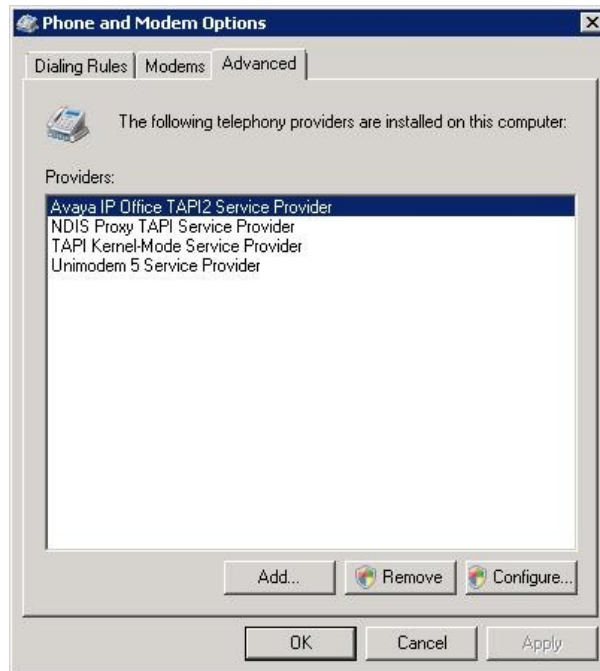 Phone and Modem Options
Dialing Rules
Modems
Advanced
The following telephony providers are installed on this computer:
Providers:
Avaya IP Office TAPI2 Service Provider
NDIS Proxy TAPI Service Provider
TAPI Kernel-Mode Service Provider
Unimodem 5 Service Provider
Add...
Remove
Configure...
OK
Cancel
Apply